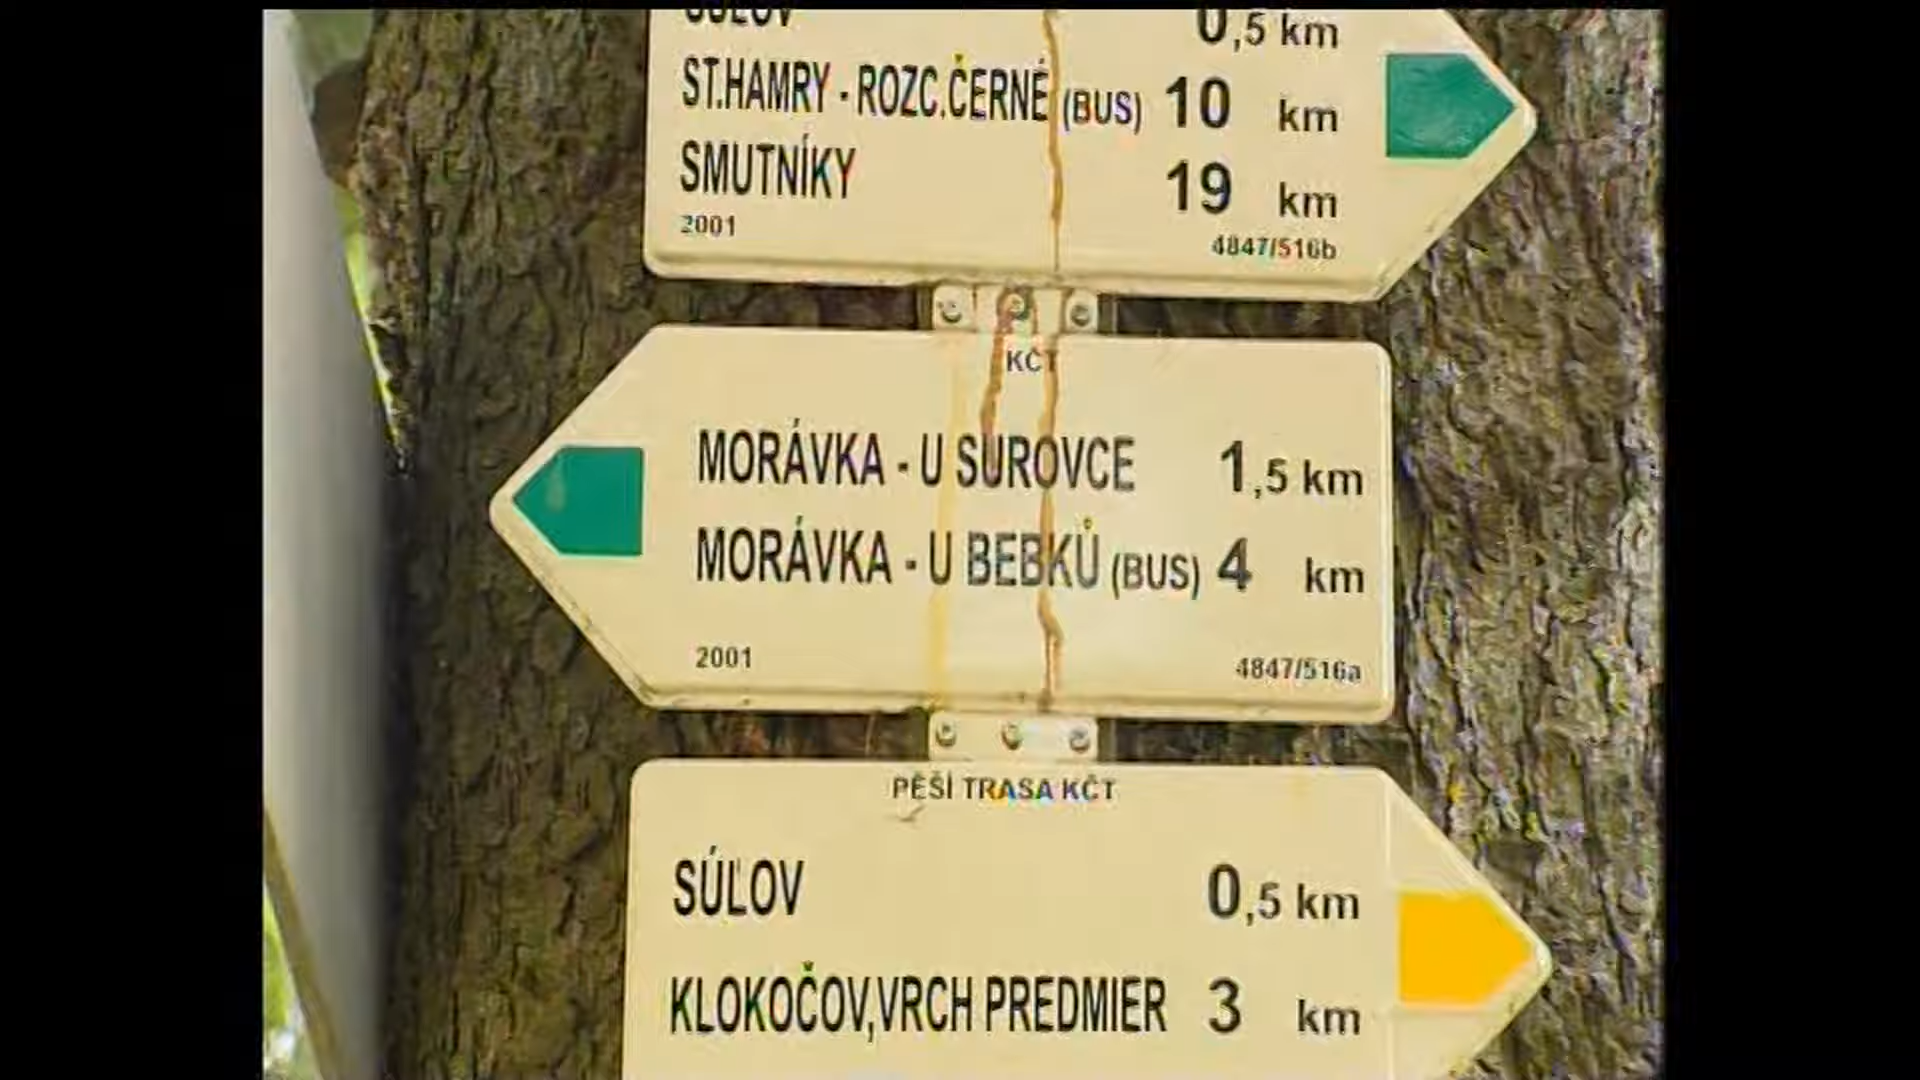 SÚLOV 0,5 km
ST.HAMRY - ROZC.ČERNÉ (BUS) 10 km
SMUTNÍKY 19 km
2001 4847/516b
KČT
MORÁVKA - U SUROVCE 1,5 km
MORÁVKA - U BEBKŮ (BUS) 4 km
2001 4847/516a
PĚŠÍ TRASA KČT
SÚLOV 0,5 km
KLOKOČOV,VRCH PREDMIER 3 km